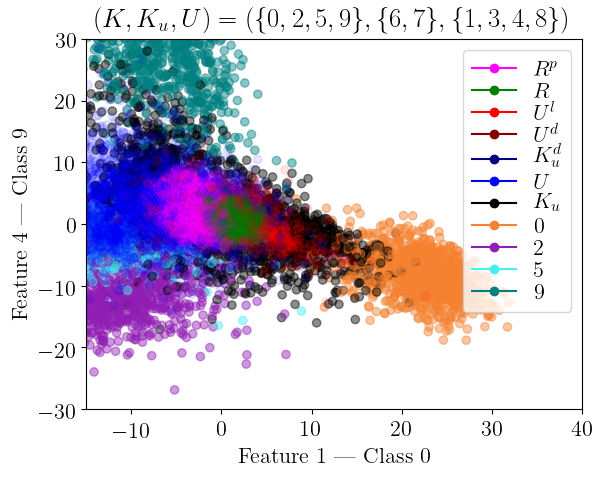 (K, K_u, U) = ({0, 2, 5, 9}, {6, 7}, {1, 3, 4, 8})
30
20
10
0
−10
−20
−30
Feature 4 — Class 9
R^p
R
U^l
U^d
K_u^d
U
K_u
0
2
5
9
−10
0
10
20
30
40
Feature 1 — Class 0